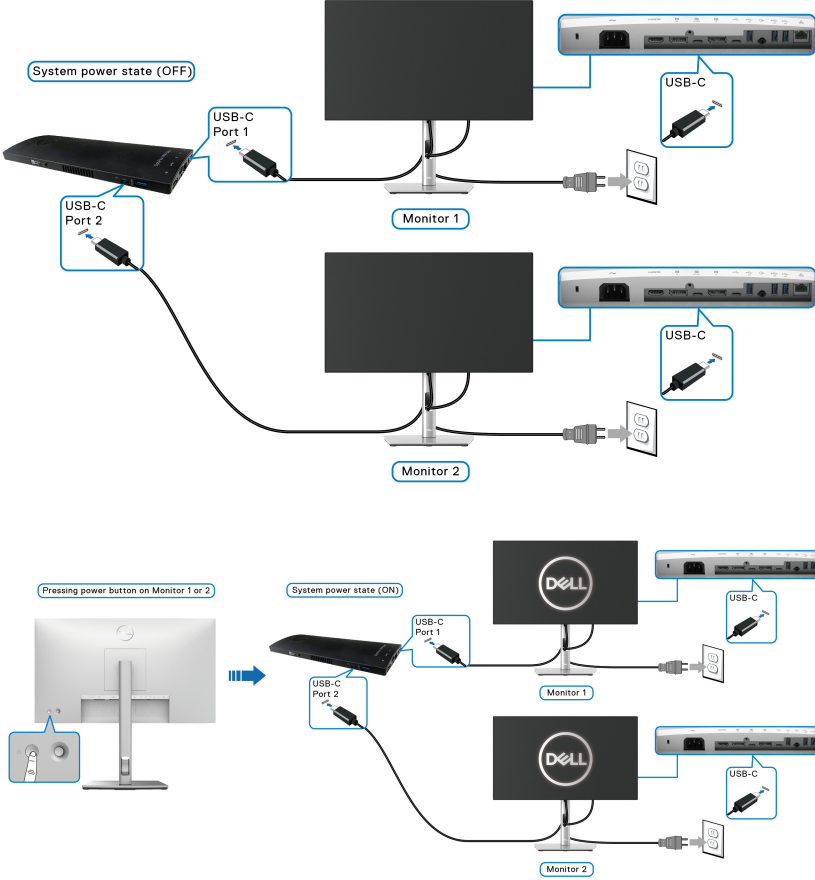 System power state (OFF)
USB-C
Port 1
USB-C
Monitor 1
USB-C
Port 2
USB-C
Monitor 2
Pressing power button on Monitor 1 or 2
System power state (ON)
DELL
USB-C
USB-C
Port 1
Monitor 1
USB-C
Port 2
DELL
USB-C
Monitor 2